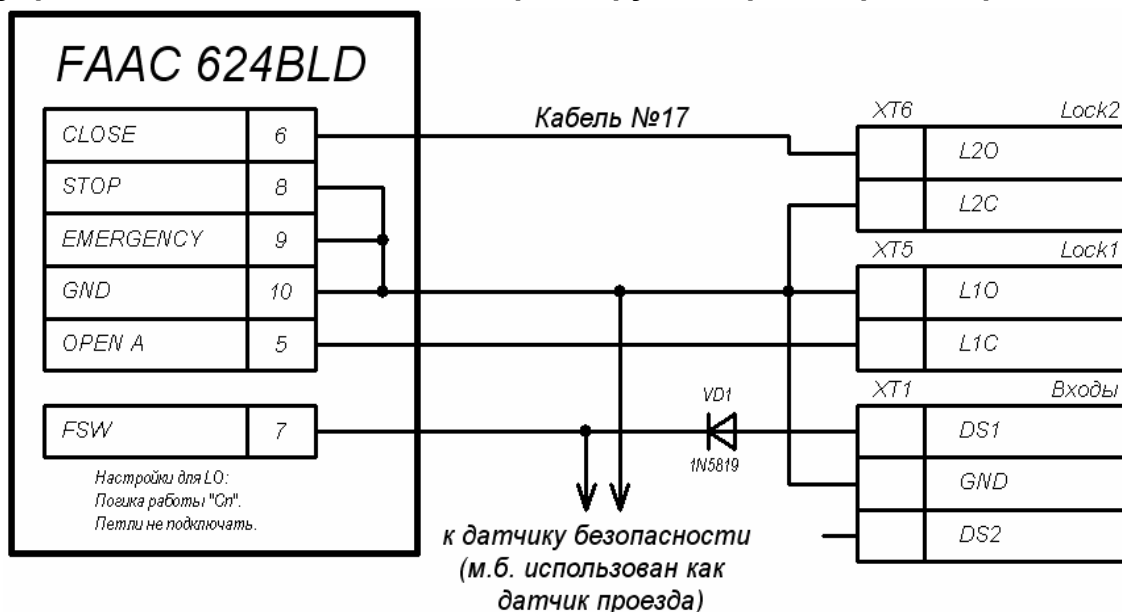 FAAC 624BLD
CLOSE 6
STOP 8
EMERGENCY 9
GND 10
OPEN A 5
FSW 7
Настройки для LO:
Логика работы "Cn".
Петли не подключать.
Кабель №17
XT6 Lock2
L2O
L2C
XT5 Lock1
L1O
L1C
XT1 Входы
DS1
GND
DS2
VD1
1N5819
к датчику безопасности
(м.б. использован как
датчик проезда)